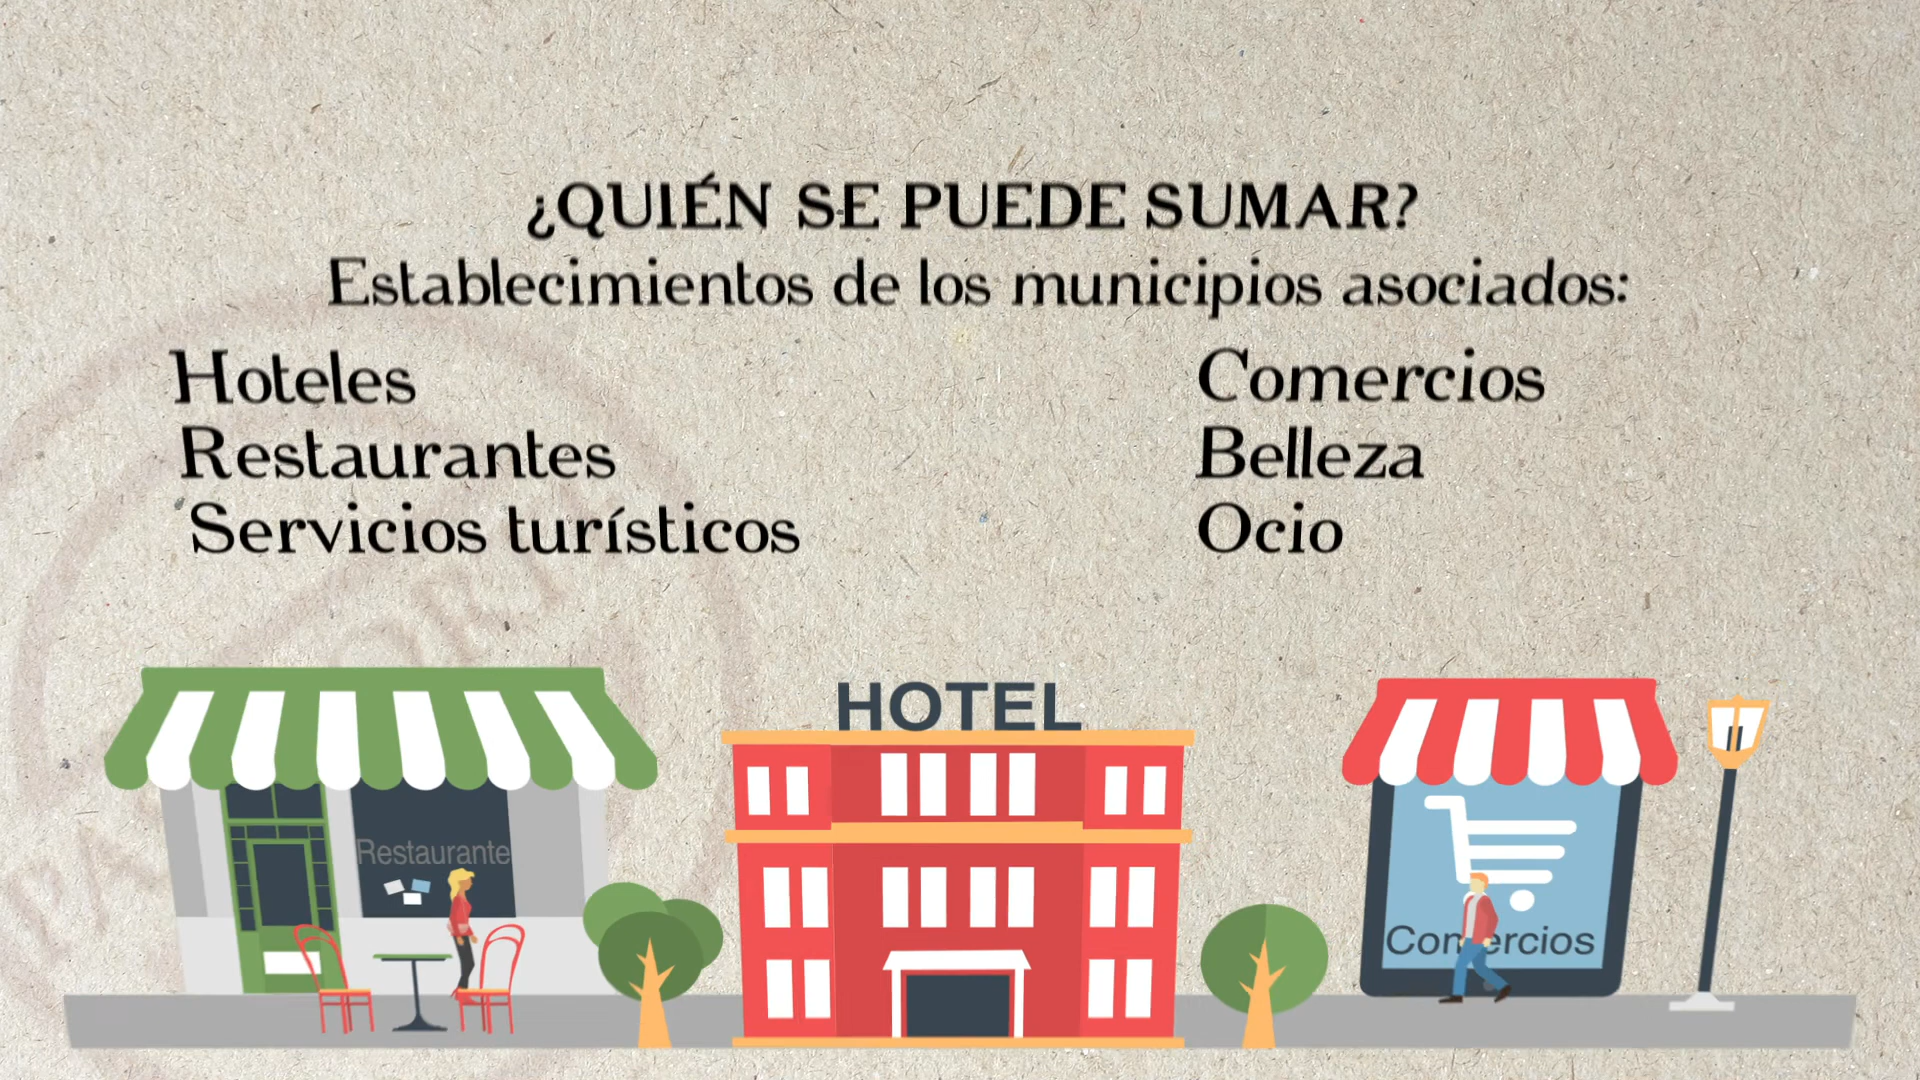 ¿QUIÉN SE PUEDE SUMAR?
Establecimientos de los municipios asociados:
Hoteles
Restaurantes
Servicios turísticos
Comercios
Belleza
Ocio
HOTEL
Restaurante